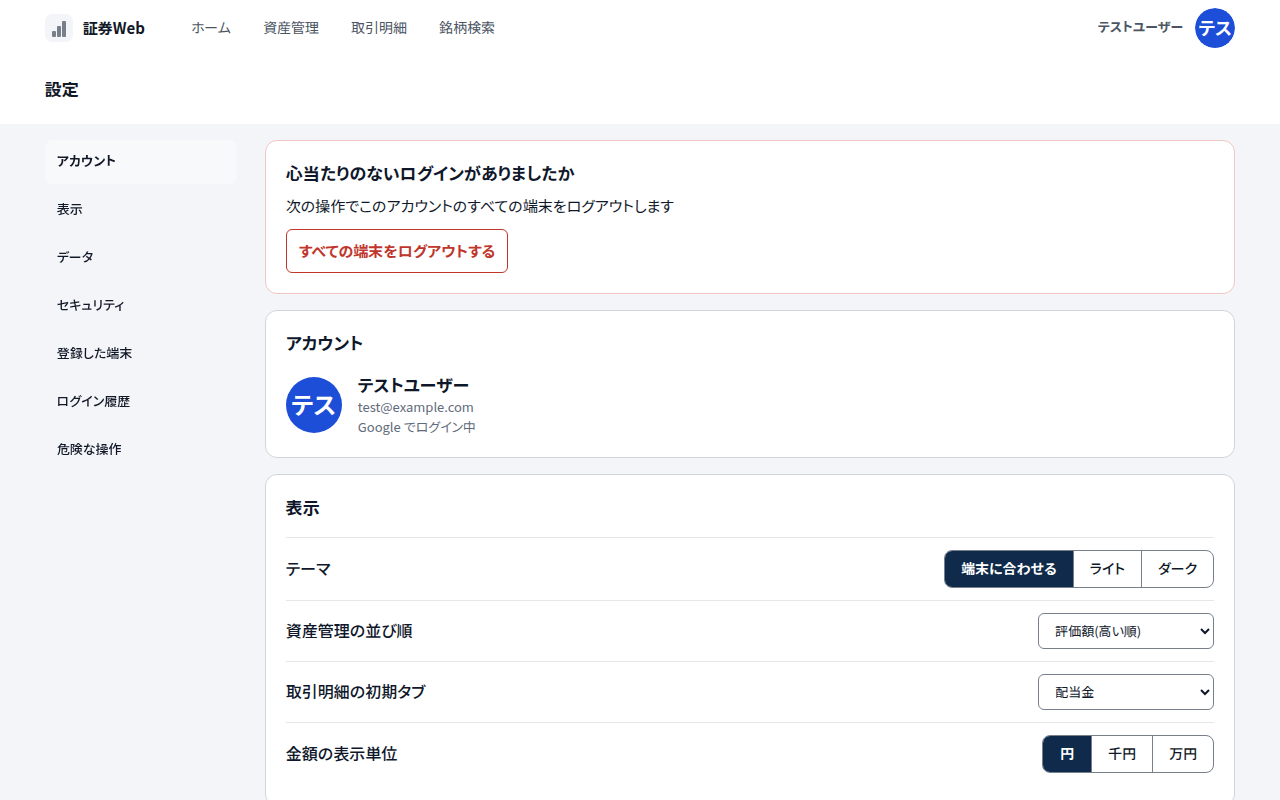 証券Web ホーム 資産管理 取引明細 銘柄検索 テストユーザー テス
設定
アカウント
表示
データ
セキュリティ
登録した端末
ログイン履歴
危険な操作
心当たりのないログインがありましたか
次の操作でこのアカウントのすべての端末をログアウトします
すべての端末をログアウトする
アカウント
テス
テストユーザー
test@example.com
Google でログイン中
表示
テーマ 端末に合わせる ライト ダーク
資産管理の並び順 評価額(高い順)
取引明細の初期タブ 配当金
金額の表示単位 円 千円 万円